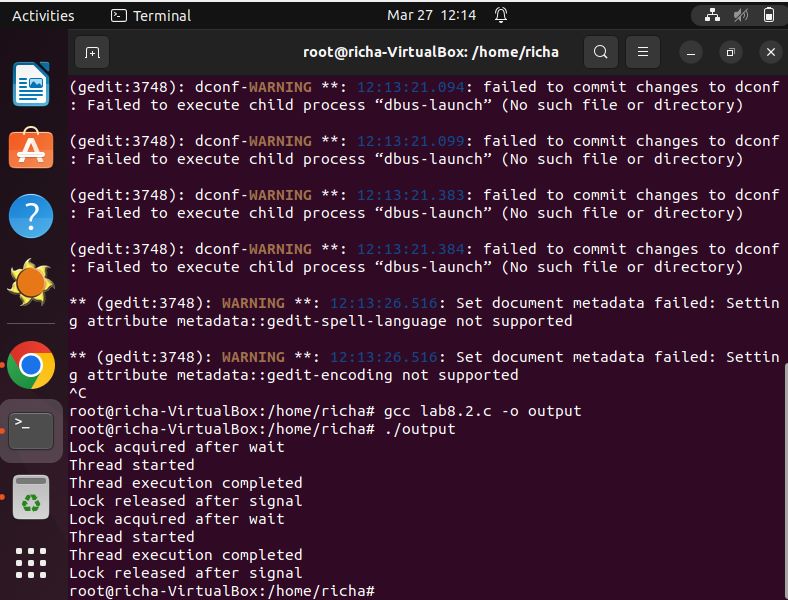 Activities
Terminal
Mar 27 12:14
root@richa-VirtualBox: /home/richa
(gedit:3748): dconf-WARNING **: 12:13:21.094: failed to commit changes to dconf
: Failed to execute child process “dbus-launch” (No such file or directory)
(gedit:3748): dconf-WARNING **: 12:13:21.099: failed to commit changes to dconf
: Failed to execute child process “dbus-launch” (No such file or directory)
(gedit:3748): dconf-WARNING **: 12:13:21.383: failed to commit changes to dconf
: Failed to execute child process “dbus-launch” (No such file or directory)
(gedit:3748): dconf-WARNING **: 12:13:21.384: failed to commit changes to dconf
: Failed to execute child process “dbus-launch” (No such file or directory)
** (gedit:3748): WARNING **: 12:13:26.516: Set document metadata failed: Settin
g attribute metadata::gedit-spell-language not supported
** (gedit:3748): WARNING **: 12:13:26.516: Set document metadata failed: Settin
g attribute metadata::gedit-encoding not supported
^C
root@richa-VirtualBox:/home/richa# gcc lab8.2.c -o output
root@richa-VirtualBox:/home/richa# ./output
Lock acquired after wait
Thread started
Thread execution completed
Lock released after signal
Lock acquired after wait
Thread started
Thread execution completed
Lock released after signal
root@richa-VirtualBox:/home/richa#